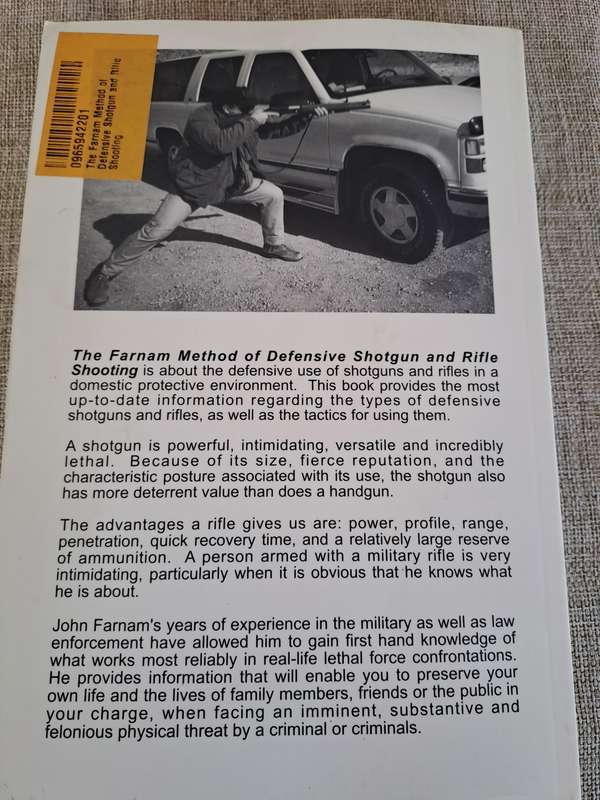 0965942201
The Farnam Method of
Defensive Shotgun and Rifle
Shooting
The Farnam Method of Defensive Shotgun and Rifle
Shooting is about the defensive use of shotguns and rifles in a
domestic protective environment. This book provides the most
up-to-date information regarding the types of defensive
shotguns and rifles, as well as the tactics for using them.
A shotgun is powerful, intimidating, versatile and incredibly
lethal. Because of its size, fierce reputation, and the
characteristic posture associated with its use, the shotgun also
has more deterrent value than does a handgun.
The advantages a rifle gives us are: power, profile, range,
penetration, quick recovery time, and a relatively large reserve
of ammunition. A person armed with a military rifle is very
intimidating, particularly when it is obvious that he knows what
he is about.
John Farnam's years of experience in the military as well as law
enforcement have allowed him to gain first hand knowledge of
what works most reliably in real-life lethal force confrontations.
He provides information that will enable you to preserve your
own life and the lives of family members, friends or the public in
your charge, when facing an imminent, substantive and
felonious physical threat by a criminal or criminals.